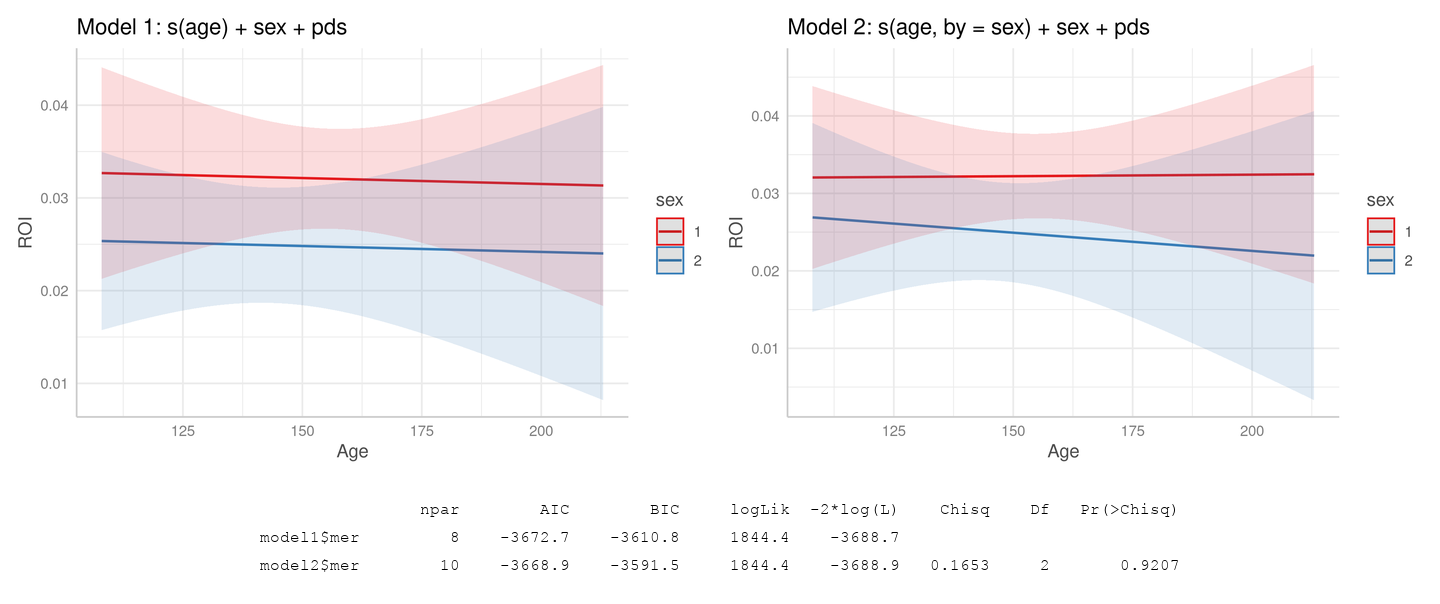 Model 1: s(age) + sex + pds
0.04
0.03
0.02
0.01
ROI
125 150 175 200
Age
sex
1
2
Model 2: s(age, by = sex) + sex + pds
0.04
0.03
0.02
0.01
ROI
125 150 175 200
Age
sex
1
2
npar AIC BIC logLik -2*log(L) Chisq Df Pr(>Chisq)
model1$mer 8 -3672.7 -3610.8 1844.4 -3688.7
model2$mer 10 -3668.9 -3591.5 1844.4 -3688.9 0.1653 2 0.9207